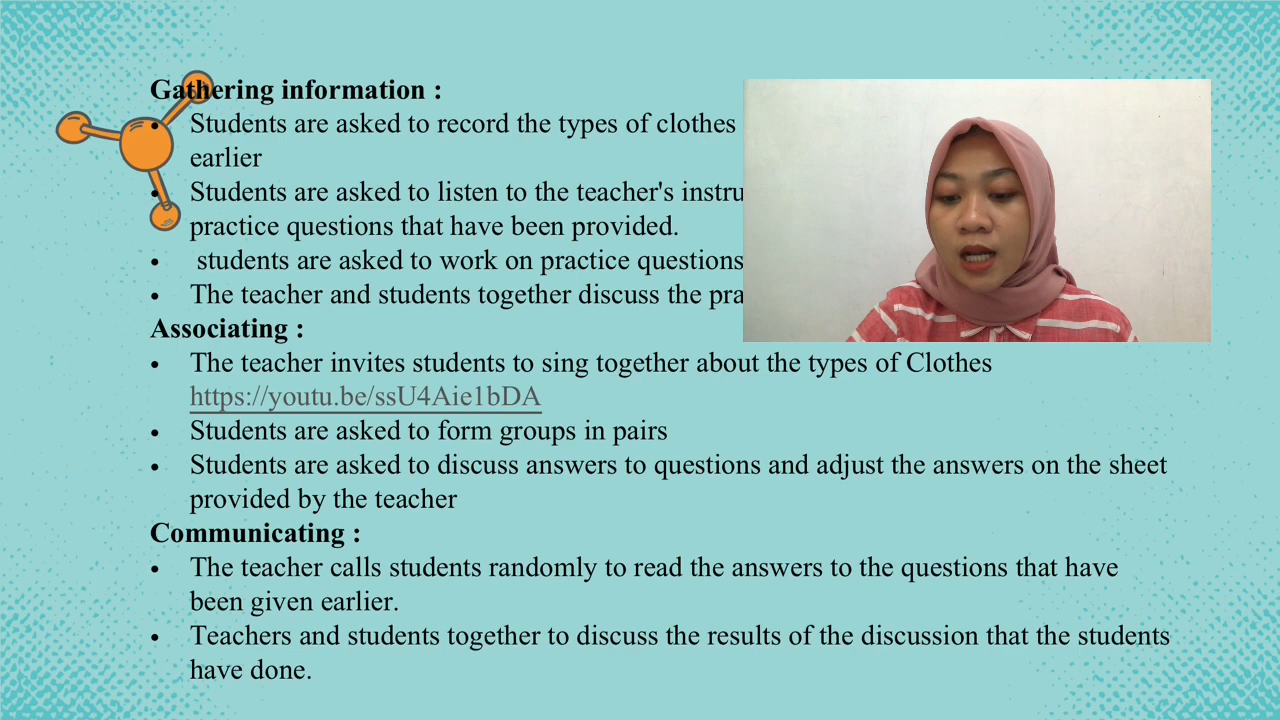 Gathering information :
Students are asked to record the types of clothes
earlier
Students are asked to listen to the teacher's
practice questions that have been provided.
students are asked to work on practice questions
The teacher and students together discuss the
Associating :
The teacher invites students to sing together about the types of Clothes
https://youtu.be/ssU4Aie1bDA
Students are asked to form groups in pairs
Students are asked to discuss answers to questions and adjust the answers on the sheet
provided by the teacher
Communicating :
The teacher calls students randomly to read the answers to the questions that have
been given earlier.
Teachers and students together to discuss the results of the discussion that the students
have done.